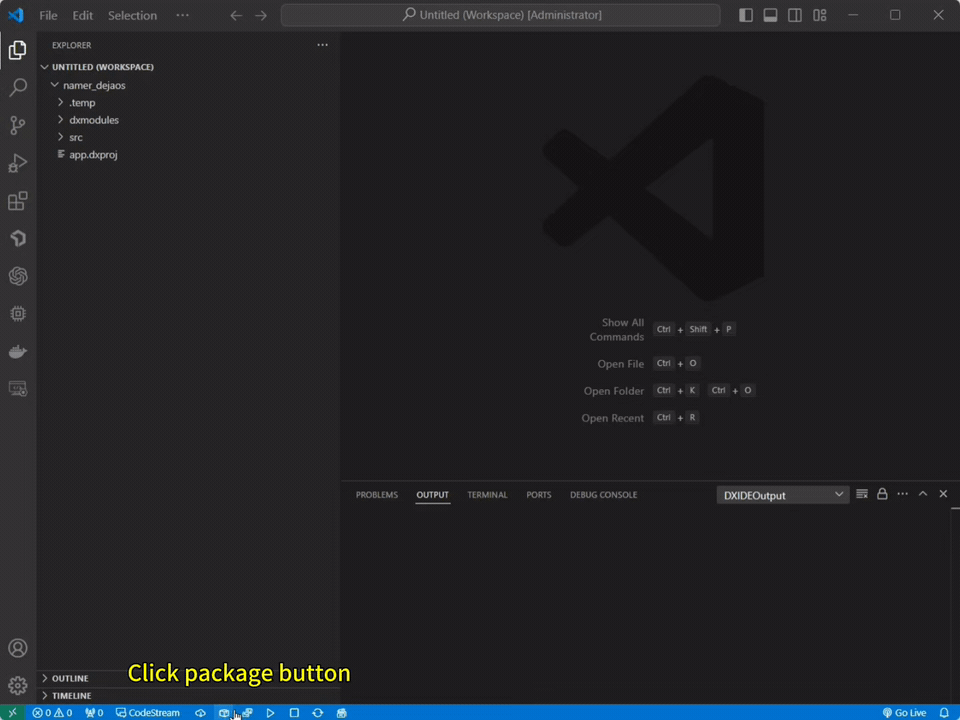 File Edit Selection ··· Untitled (Workspace) [Administrator]
EXPLORER ···
UNTITLED (WORKSPACE)
namer_dejaos
.temp
dxmodules
src
app.dxproj
Show All Commands Ctrl + Shift + P
Open File Ctrl + O
Open Folder Ctrl + K Ctrl + O
Open Recent Ctrl + R
PROBLEMS OUTPUT TERMINAL PORTS DEBUG CONSOLE DXIDEOutput ···
OUTLINE
Click package button
TIMELINE
0 0 0 CodeStream Go Live